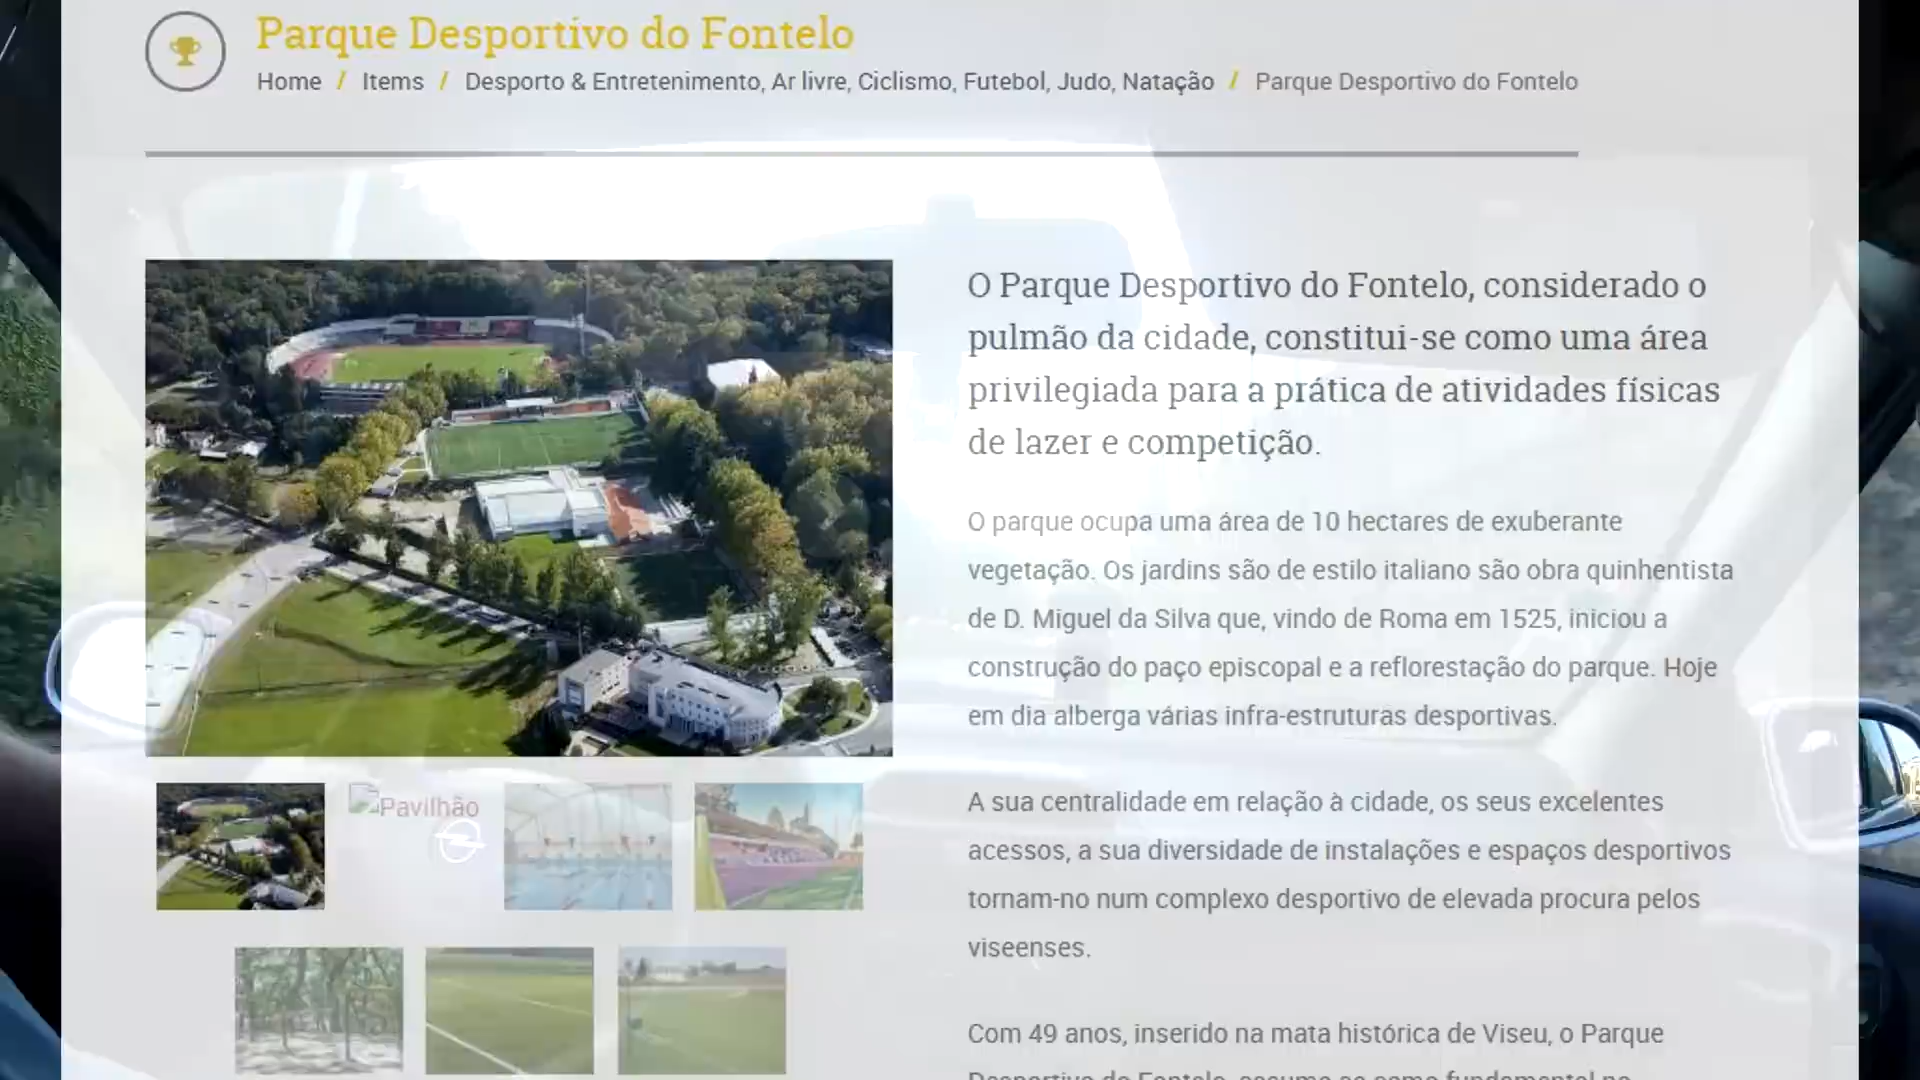 Parque Desportivo do Fontelo
Home / Items / Desporto & Entretenimento, Ar livre, Ciclismo, Futebol, Judo, Natação / Parque Desportivo do Fontelo
O Parque Desportivo do Fontelo, considerado o
pulmão da cidade, constitui-se como uma área
privilegiada para a prática de atividades físicas
de lazer e competição.
O parque ocupa uma área de 10 hectares de exuberante
vegetação. Os jardins são de estilo italiano são obra quinhentista
de D. Miguel da Silva que, vindo de Roma em 1525, iniciou a
construção do paço episcopal e a reflorestação do parque. Hoje
em dia alberga várias infra-estruturas desportivas.
Pavilhão
A sua centralidade em relação à cidade, os seus excelentes
acessos, a sua diversidade de instalações e espaços desportivos
tornam-no num complexo desportivo de elevada procura pelos
viseenses.
Com 49 anos, inserido na mata histórica de Viseu, o Parque